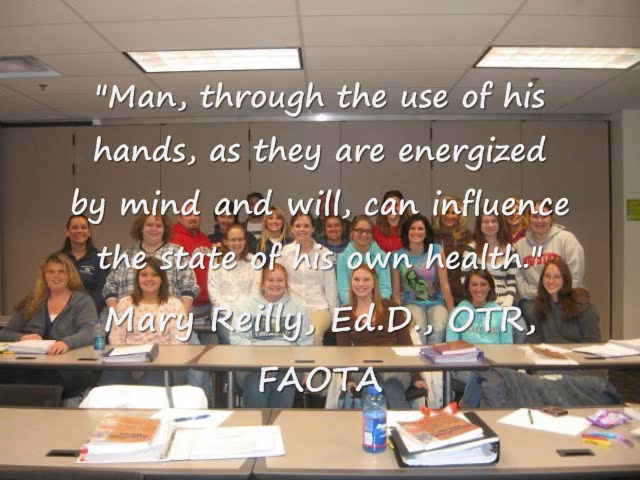 "Man, through the use of his
hands, as they are energized
by mind and will, can influence
the state of his own health."
Mary Reilly, Ed.D., OTR,
FAOTA